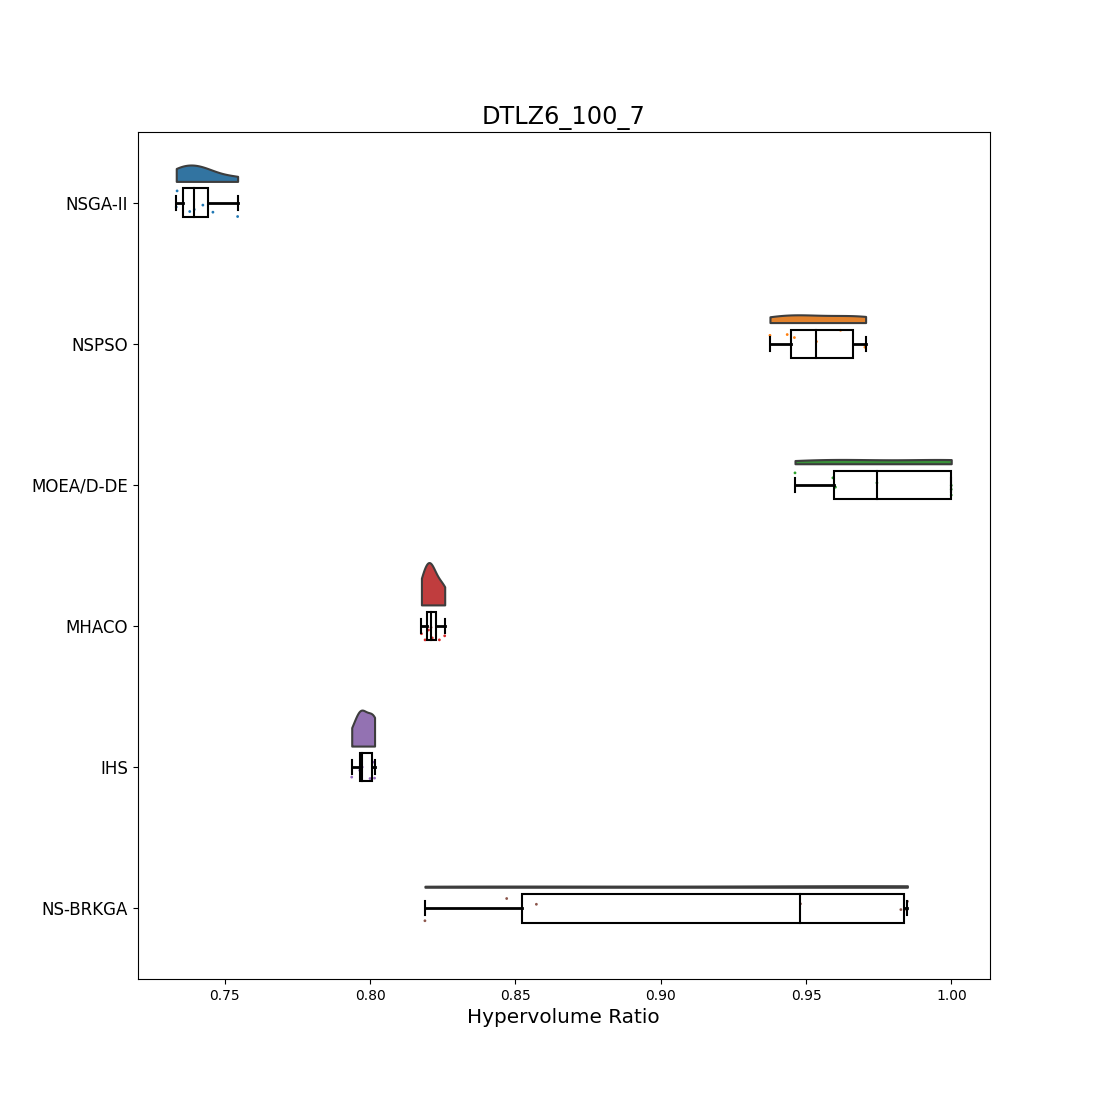 DTLZ6_100_7
NSGA-II
NSPSO
MOEA/D-DE
MHACO
IHS
NS-BRKGA
0.75 0.80 0.85 0.90 0.95 1.00
Hypervolume Ratio